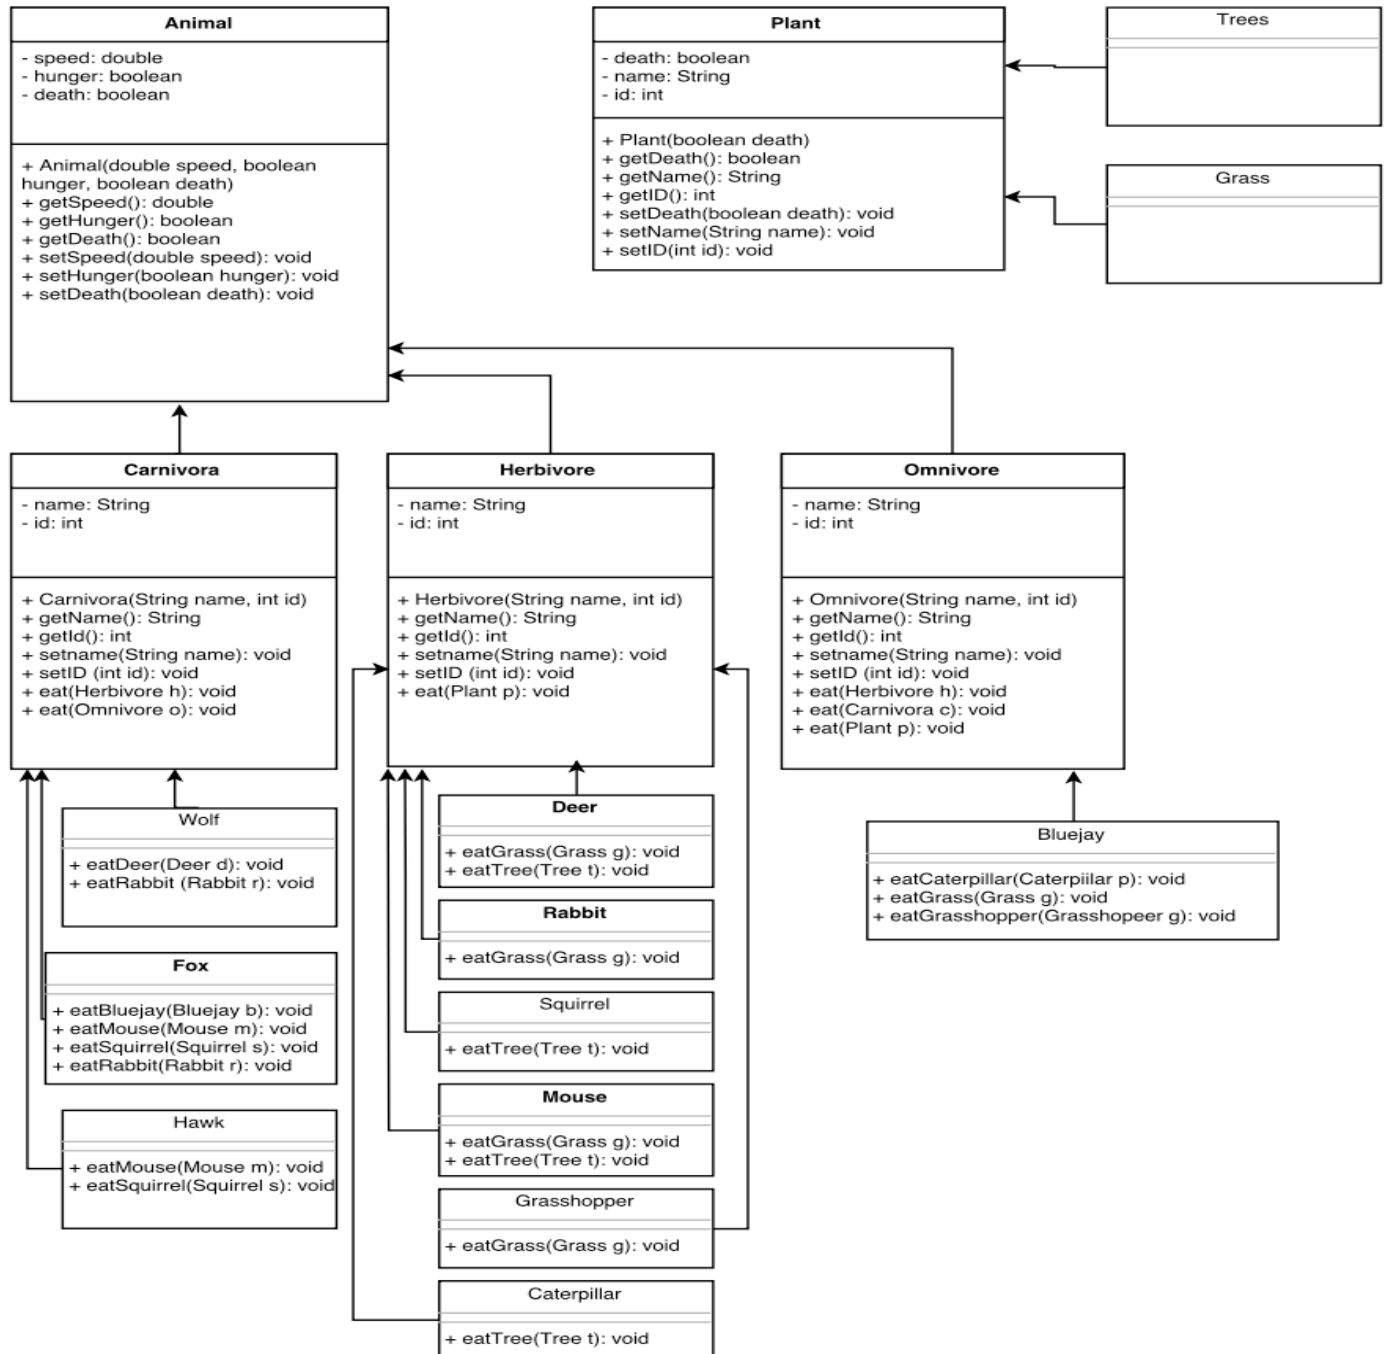 Animal
- speed: double
- hunger: boolean
- death: boolean
+ Animal(double speed, boolean
hunger, boolean death)
+ getSpeed(): double
+ getHunger(): boolean
+ getDeath(): boolean
+ setSpeed(double speed): void
+ setHunger(boolean hunger): void
+ setDeath(boolean death): void
Plant
- death: boolean
- name: String
- id: int
+ Plant(boolean death)
+ getDeath(): boolean
+ getName(): String
+ getID(): int
+ setDeath(boolean death): void
+ setName(String name): void
+ setID(int id): void
Trees
Grass
Carnivora
- name: String
- id: int
+ Carnivora(String name, int id)
+ getName(): String
+ getId(): int
+ setname(String name): void
+ setID (int id): void
+ eat(Herbivore h): void
+ eat(Omnivore o): void
Herbivore
- name: String
- id: int
+ Herbivore(String name, int id)
+ getName(): String
+ getId(): int
+ setname(String name): void
+ setID (int id): void
+ eat(Plant p): void
Omnivore
- name: String
- id: int
+ Omnivore(String name, int id)
+ getName(): String
+ getId(): int
+ setname(String name): void
+ setID (int id): void
+ eat(Herbivore h): void
+ eat(Carnivora c): void
+ eat(Plant p): void
Wolf
+ eatDeer(Deer d): void
+ eatRabbit (Rabbit r): void
Fox
+ eatBluejay(Bluejay b): void
+ eatMouse(Mouse m): void
+ eatSquirrel(Squirrel s): void
+ eatRabbit(Rabbit r): void
Hawk
+ eatMouse(Mouse m): void
+ eatSquirrel(Squirrel s): void
Deer
+ eatGrass(Grass g): void
+ eatTree(Tree t): void
Rabbit
+ eatGrass(Grass g): void
Squirrel
+ eatTree(Tree t): void
Mouse
+ eatGrass(Grass g): void
+ eatTree(Tree t): void
Grasshopper
+ eatGrass(Grass g): void
Caterpillar
+ eatTree(Tree t): void
Bluejay
+ eatCaterpillar(Caterpiilar p): void
+ eatGrass(Grass g): void
+ eatGrasshopper(Grasshopeer g): void